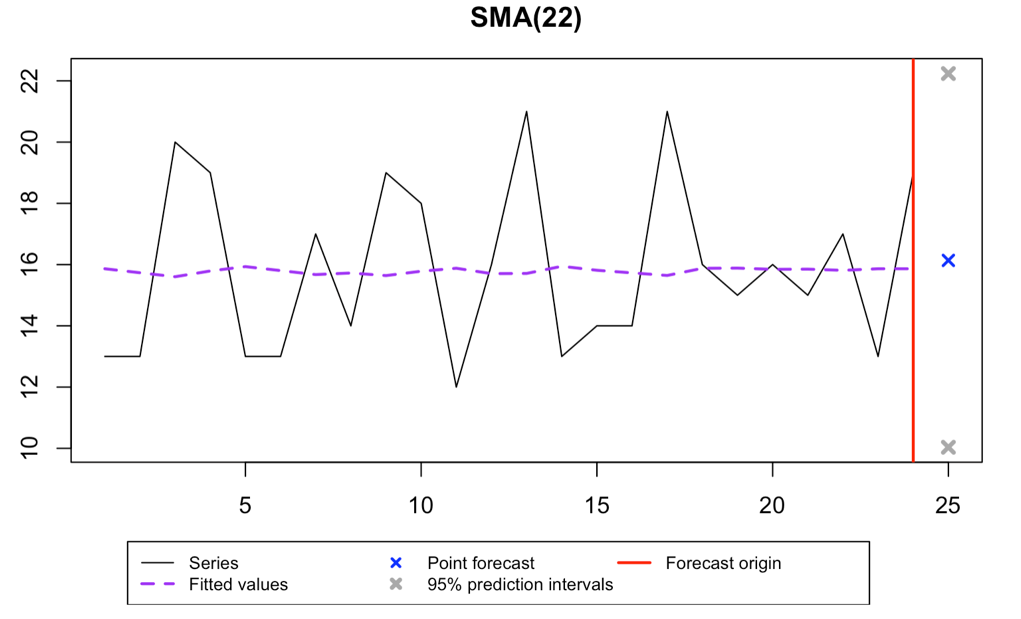 SMA(22)
22
20
18
16
14
12
10
5 10 15 20 25
Series Point forecast Forecast origin
Fitted values 95% prediction intervals